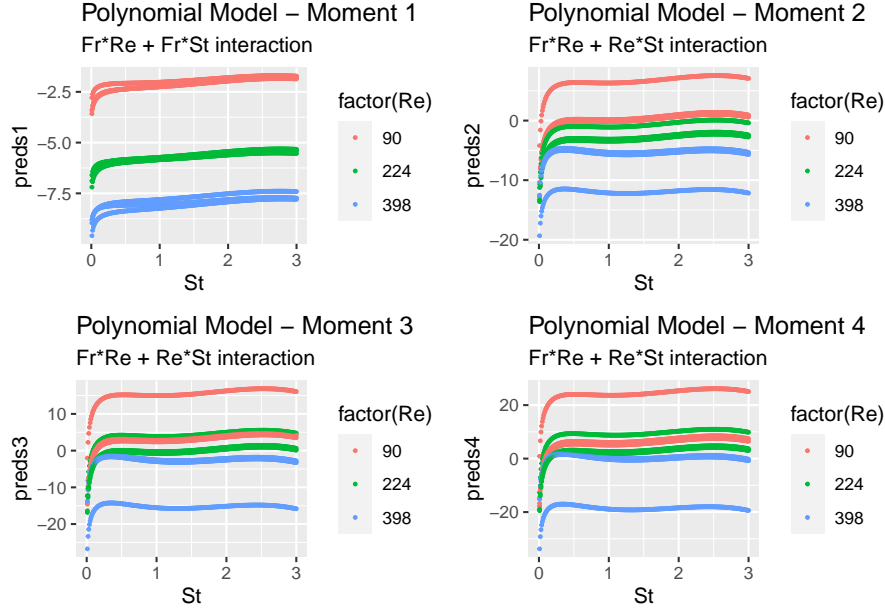 Polynomial Model − Moment 1
Fr*Re + Fr*St interaction
−2.5
−5.0
−7.5
preds1
0 1 2 3
St
factor(Re)
90
224
398
Polynomial Model − Moment 2
Fr*Re + Re*St interaction
0
−10
−20
preds2
0 1 2 3
St
factor(Re)
90
224
398
Polynomial Model − Moment 3
Fr*Re + Re*St interaction
10
0
−10
−20
preds3
0 1 2 3
St
factor(Re)
90
224
398
Polynomial Model − Moment 4
Fr*Re + Re*St interaction
20
0
−20
preds4
0 1 2 3
St
factor(Re)
90
224
398